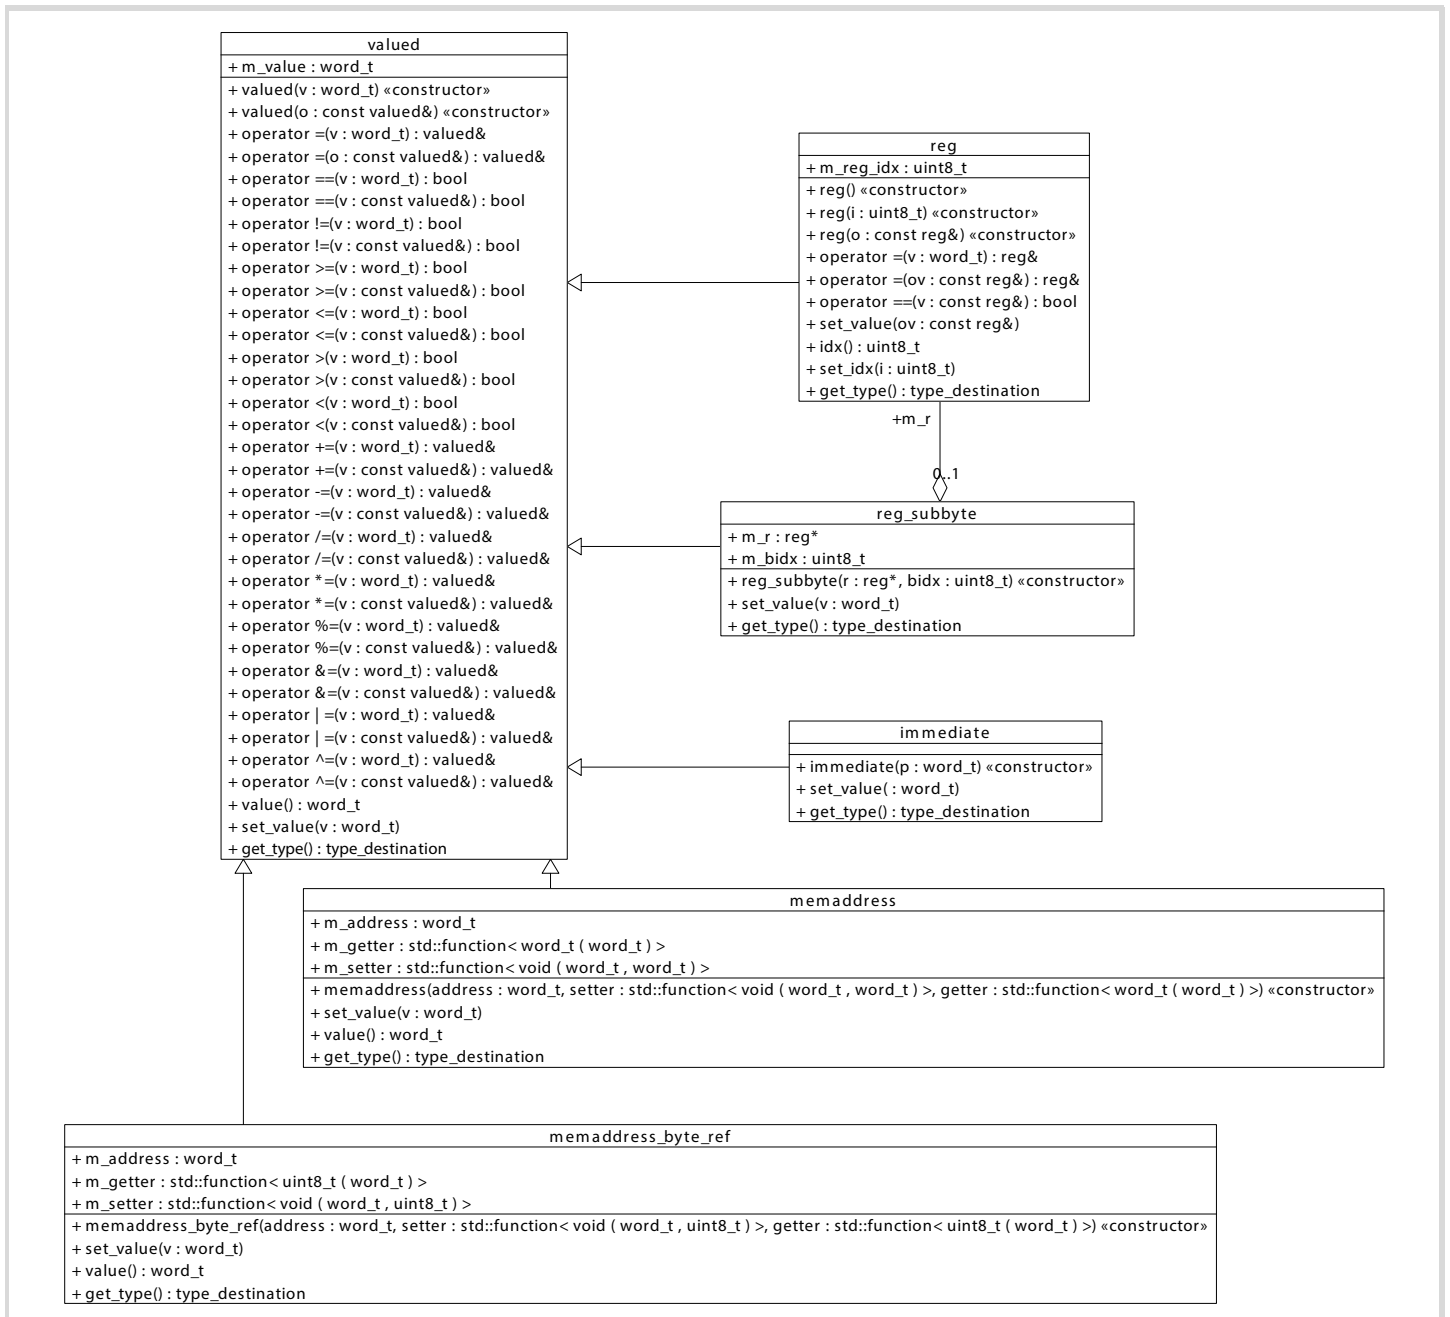 valued
+ m_value : word_t
+ valued(v : word_t) «constructor»
+ valued(o : const valued&) «constructor»
+ operator =(v : word_t) : valued&
+ operator =(o : const valued&) : valued&
+ operator ==(v : word_t) : bool
+ operator ==(v : const valued&) : bool
+ operator !=(v : word_t) : bool
+ operator !=(v : const valued&) : bool
+ operator >=(v : word_t) : bool
+ operator >=(v : const valued&) : bool
+ operator <=(v : word_t) : bool
+ operator <=(v : const valued&) : bool
+ operator >(v : word_t) : bool
+ operator >(v : const valued&) : bool
+ operator <(v : word_t) : bool
+ operator <(v : const valued&) : bool
+ operator +=(v : word_t) : valued&
+ operator +=(v : const valued&) : valued&
+ operator -=(v : word_t) : valued&
+ operator -=(v : const valued&) : valued&
+ operator /=(v : word_t) : valued&
+ operator /=(v : const valued&) : valued&
+ operator *=(v : word_t) : valued&
+ operator *=(v : const valued&) : valued&
+ operator %=(v : word_t) : valued&
+ operator %=(v : const valued&) : valued&
+ operator &=(v : word_t) : valued&
+ operator &=(v : const valued&) : valued&
+ operator | =(v : word_t) : valued&
+ operator | =(v : const valued&) : valued&
+ operator ^=(v : word_t) : valued&
+ operator ^=(v : const valued&) : valued&
+ value() : word_t
+ set_value(v : word_t)
+ get_type() : type_destination
reg
+ m_reg_idx : uint8_t
+ reg() «constructor»
+ reg(i : uint8_t) «constructor»
+ reg(o : const reg&) «constructor»
+ operator =(v : word_t) : reg&
+ operator =(ov : const reg&) : reg&
+ operator ==(v : const reg&) : bool
+ set_value(ov : const reg&)
+ idx() : uint8_t
+ set_idx(i : uint8_t)
+ get_type() : type_destination
+m_r
0..1
reg_subbyte
+ m_r : reg*
+ m_bidx : uint8_t
+ reg_subbyte(r : reg*, bidx : uint8_t) «constructor»
+ set_value(v : word_t)
+ get_type() : type_destination
immediate
+ immediate(p : word_t) «constructor»
+ set_value( : word_t)
+ get_type() : type_destination
memaddress
+ m_address : word_t
+ m_getter : std::function< word_t ( word_t ) >
+ m_setter : std::function< void ( word_t , word_t ) >
+ memaddress(address : word_t, setter : std::function< void ( word_t , word_t ) >, getter : std::function< word_t ( word_t ) >) «constructor»
+ set_value(v : word_t)
+ value() : word_t
+ get_type() : type_destination
memaddress_byte_ref
+ m_address : word_t
+ m_getter : std::function< uint8_t ( word_t ) >
+ m_setter : std::function< void ( word_t , uint8_t ) >
+ memaddress_byte_ref(address : word_t, setter : std::function< void ( word_t , uint8_t ) >, getter : std::function< uint8_t ( word_t ) >) «constructor»
+ set_value(v : word_t)
+ value() : word_t
+ get_type() : type_destination